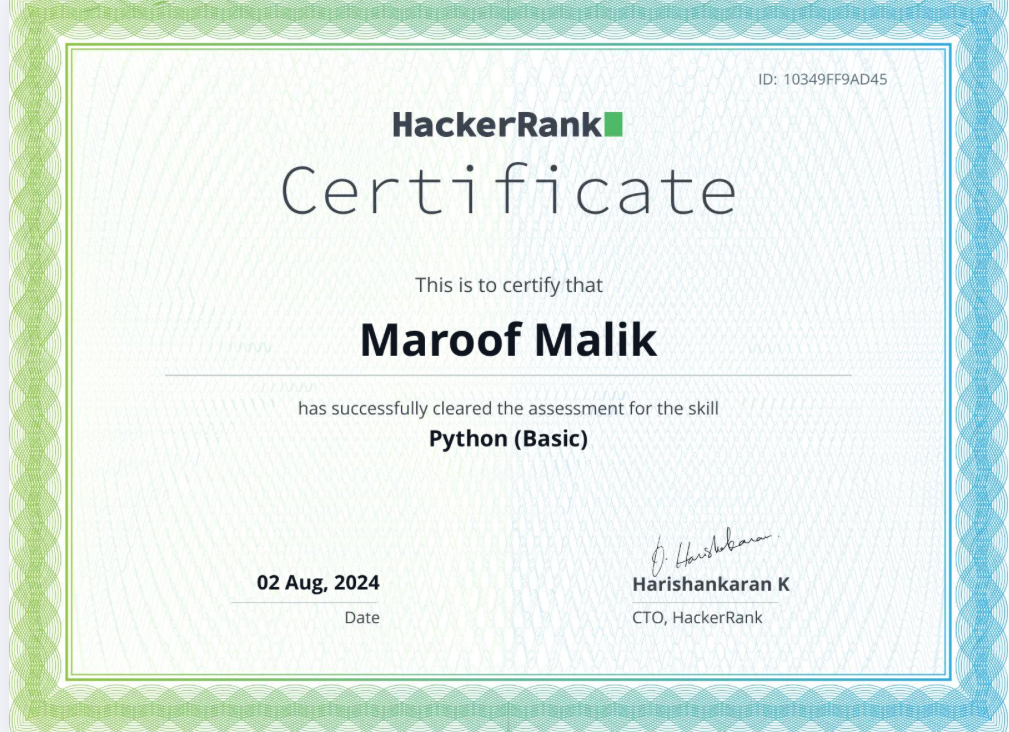 ID: 10349FF9AD45
HackerRank
Certificate
This is to certify that
Maroof Malik
has successfully cleared the assessment for the skill
Python (Basic)
02 Aug, 2024
Date
Harishankaran K
CTO, HackerRank